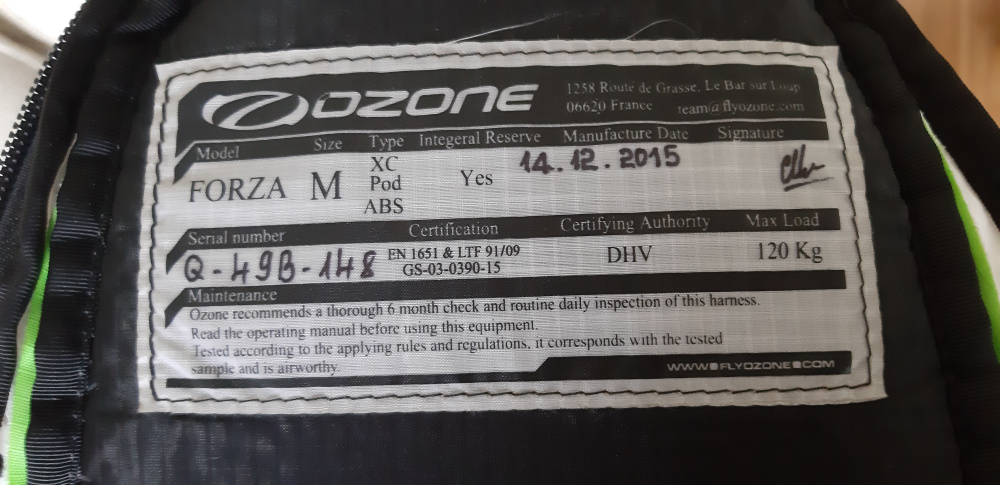 OZONE
1258 Route de Grasse, Le Bar sur Loup
06620 France team@flyozone.com
Model Size Type Integeral Reserve Manufacture Date Signature
FORZA M XC Pod ABS Yes 14.12.2015
Serial number Certification Certifying Authority Max Load
Q-49B-148 EN 1651 & LTF 91/09 GS-03-0390-15 DHV 120 Kg
Maintenance
Ozone recommends a thorough 6 month check and routine daily inspection of this harness.
Read the operating manual before using this equipment.
Tested according to the applying rules and regulations, it corresponds with the tested
sample and is airworthy.
WWW.FLYOZONE.COM